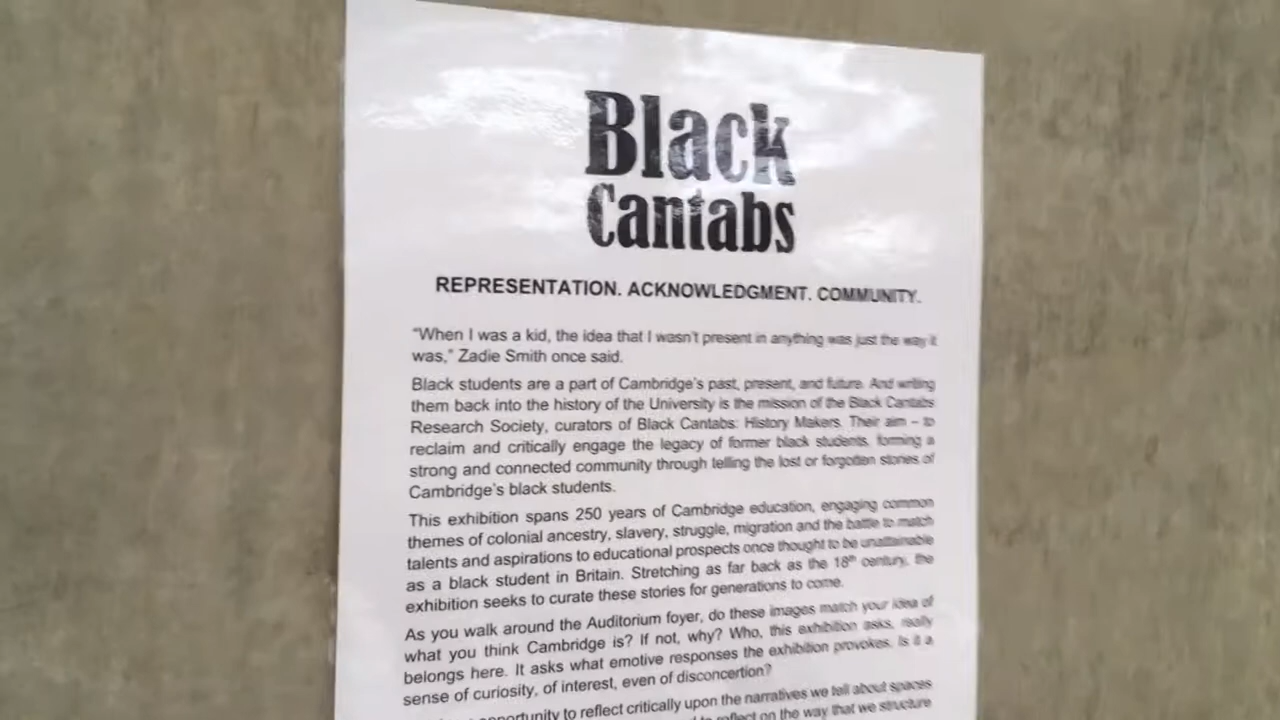 Black
Cantabs
REPRESENTATION. ACKNOWLEDGMENT. COMMUNITY.
"When I was a kid, the idea that I wasn't present in anything was just the way it
was," Zadie Smith once said.
Black students are a part of Cambridge's past, present, and future. And writing
them back into the history of the University is the mission of the Black Cantabs
Research Society, curators of Black Cantabs: History Makers. Their aim – to
reclaim and critically engage the legacy of former black students, forming a
strong and connected community through telling the lost or forgotten stories of
Cambridge's black students.
This exhibition spans 250 years of Cambridge education, engaging common
themes of colonial ancestry, slavery, struggle, migration and the battle to match
talents and aspirations to educational prospects once thought to be unattainable
as a black student in Britain. Stretching as far back as the 18th century, the
exhibition seeks to curate these stories for generations to come.
As you walk around the Auditorium foyer, do these images match your idea of
what you think Cambridge is? If not, why? Who, this exhibition asks, really
belongs here. It asks what emotive responses the exhibition provokes. Is it a
sense of curiosity, of interest, even of disconcertion?
opportunity to reflect critically upon the narratives we tell about spaces
to reflect on the way that we structure